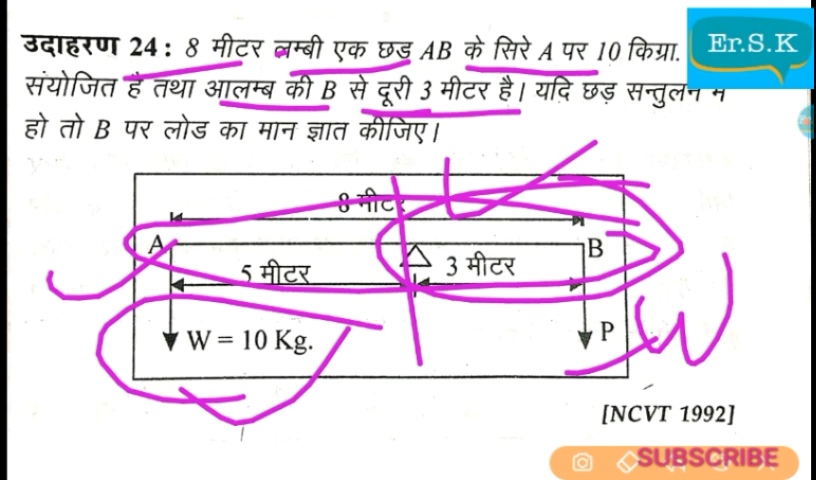 उदाहरण 24 : 8 मीटर लम्बी एक छड़ AB के सिरे A पर 10 किग्रा.
Er.S.K
संयोजित है तथा आलम्ब की B से दूरी 3 मीटर है। यदि छड़ सन्तुलन में
हो तो B पर लोड का मान ज्ञात कीजिए।
8 मीटर
A
B
5 मीटर
3 मीटर
W = 10 Kg.
P
[NCVT 1992]
SUBSCRIBE